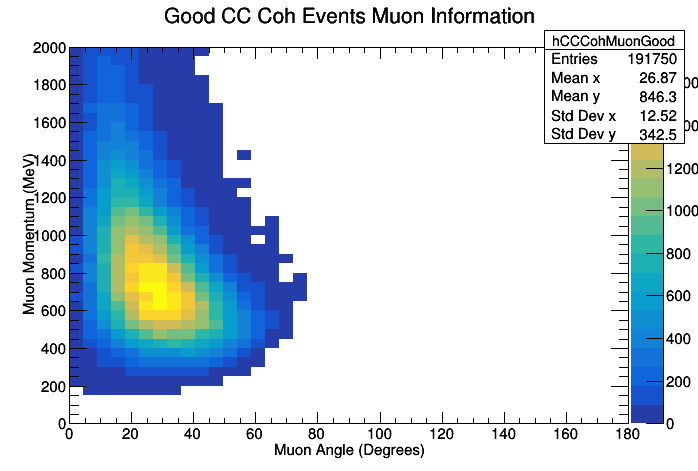 Good CC Coh Events Muon Information
hCCCohMuonGood
Entries 191750
Mean x 26.87
Mean y 846.3
Std Dev x 12.52
Std Dev y 342.5
Muon Momentum (MeV)
2000
1800
1600
1400
1200
1000
800
600
400
200
0
0 20 40 60 80 100 120 140 160 180
Muon Angle (Degrees)
1200
1000
800
600
400
200
0